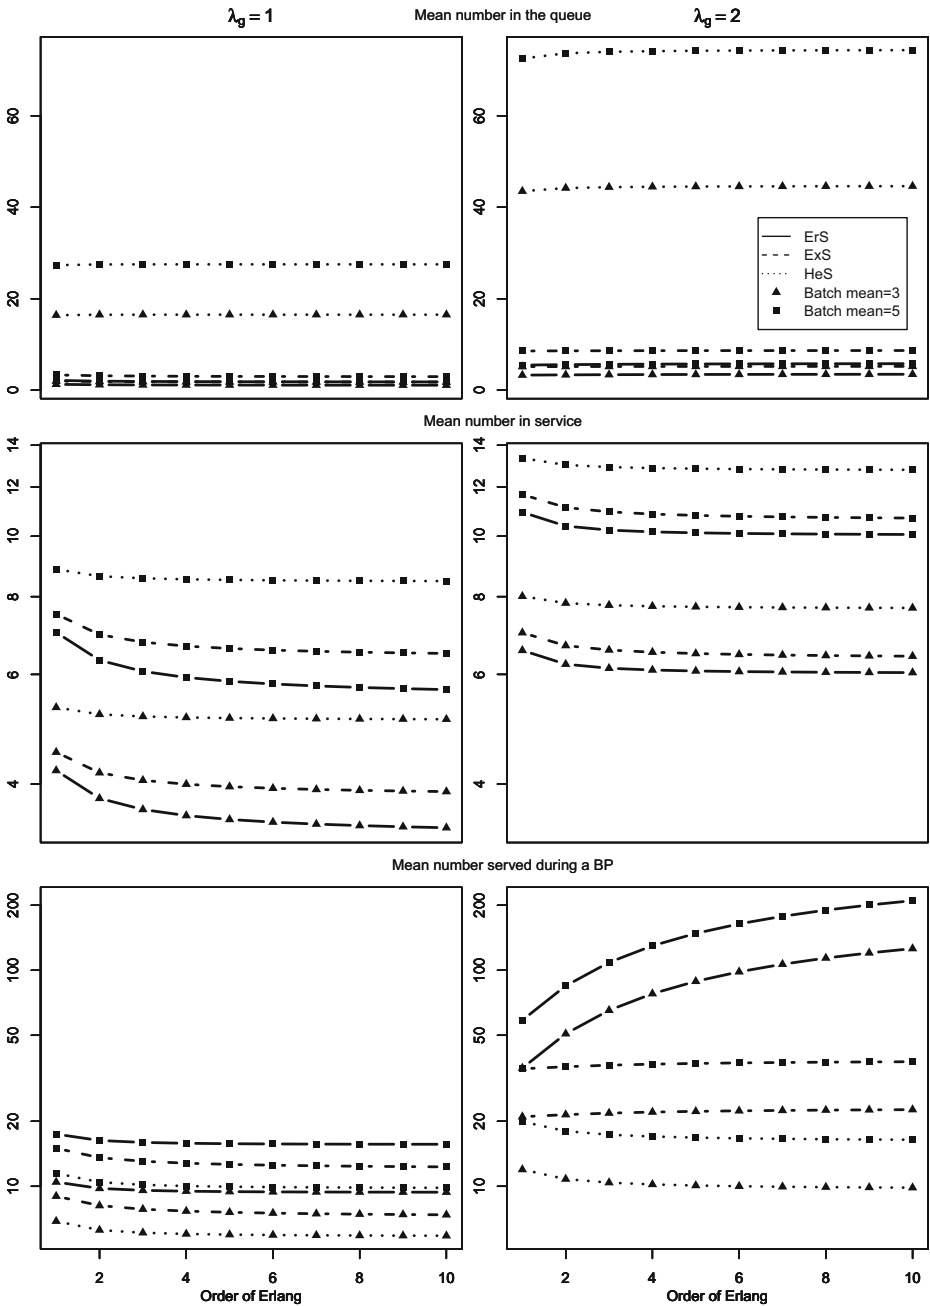 λg = 1
Mean number in the queue
λg = 2
0 20 40 60
0 20 40 60
ErS
ExS
HeS
Batch mean=3
Batch mean=5
Mean number in service
4 6 8 10 12 14
4 6 8 10 12 14
Mean number served during a BP
10 20 50 100 200
10 20 50 100 200
2 4 6 8 10
2 4 6 8 10
Order of Erlang
Order of Erlang